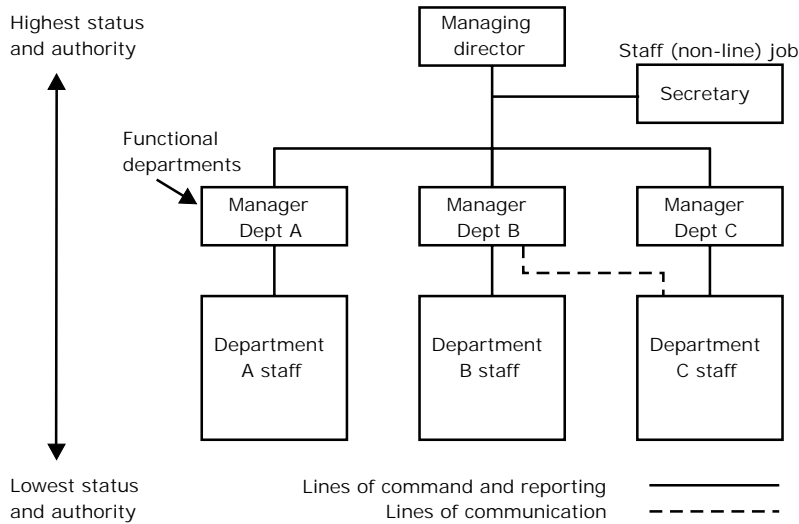 Highest status
and authority
Managing
director
Staff (non-line) job
Secretary
Functional
departments
Manager
Dept A
Manager
Dept B
Manager
Dept C
Department
A staff
Department
B staff
Department
C staff
Lowest status
and authority
Lines of command and reporting
Lines of communication